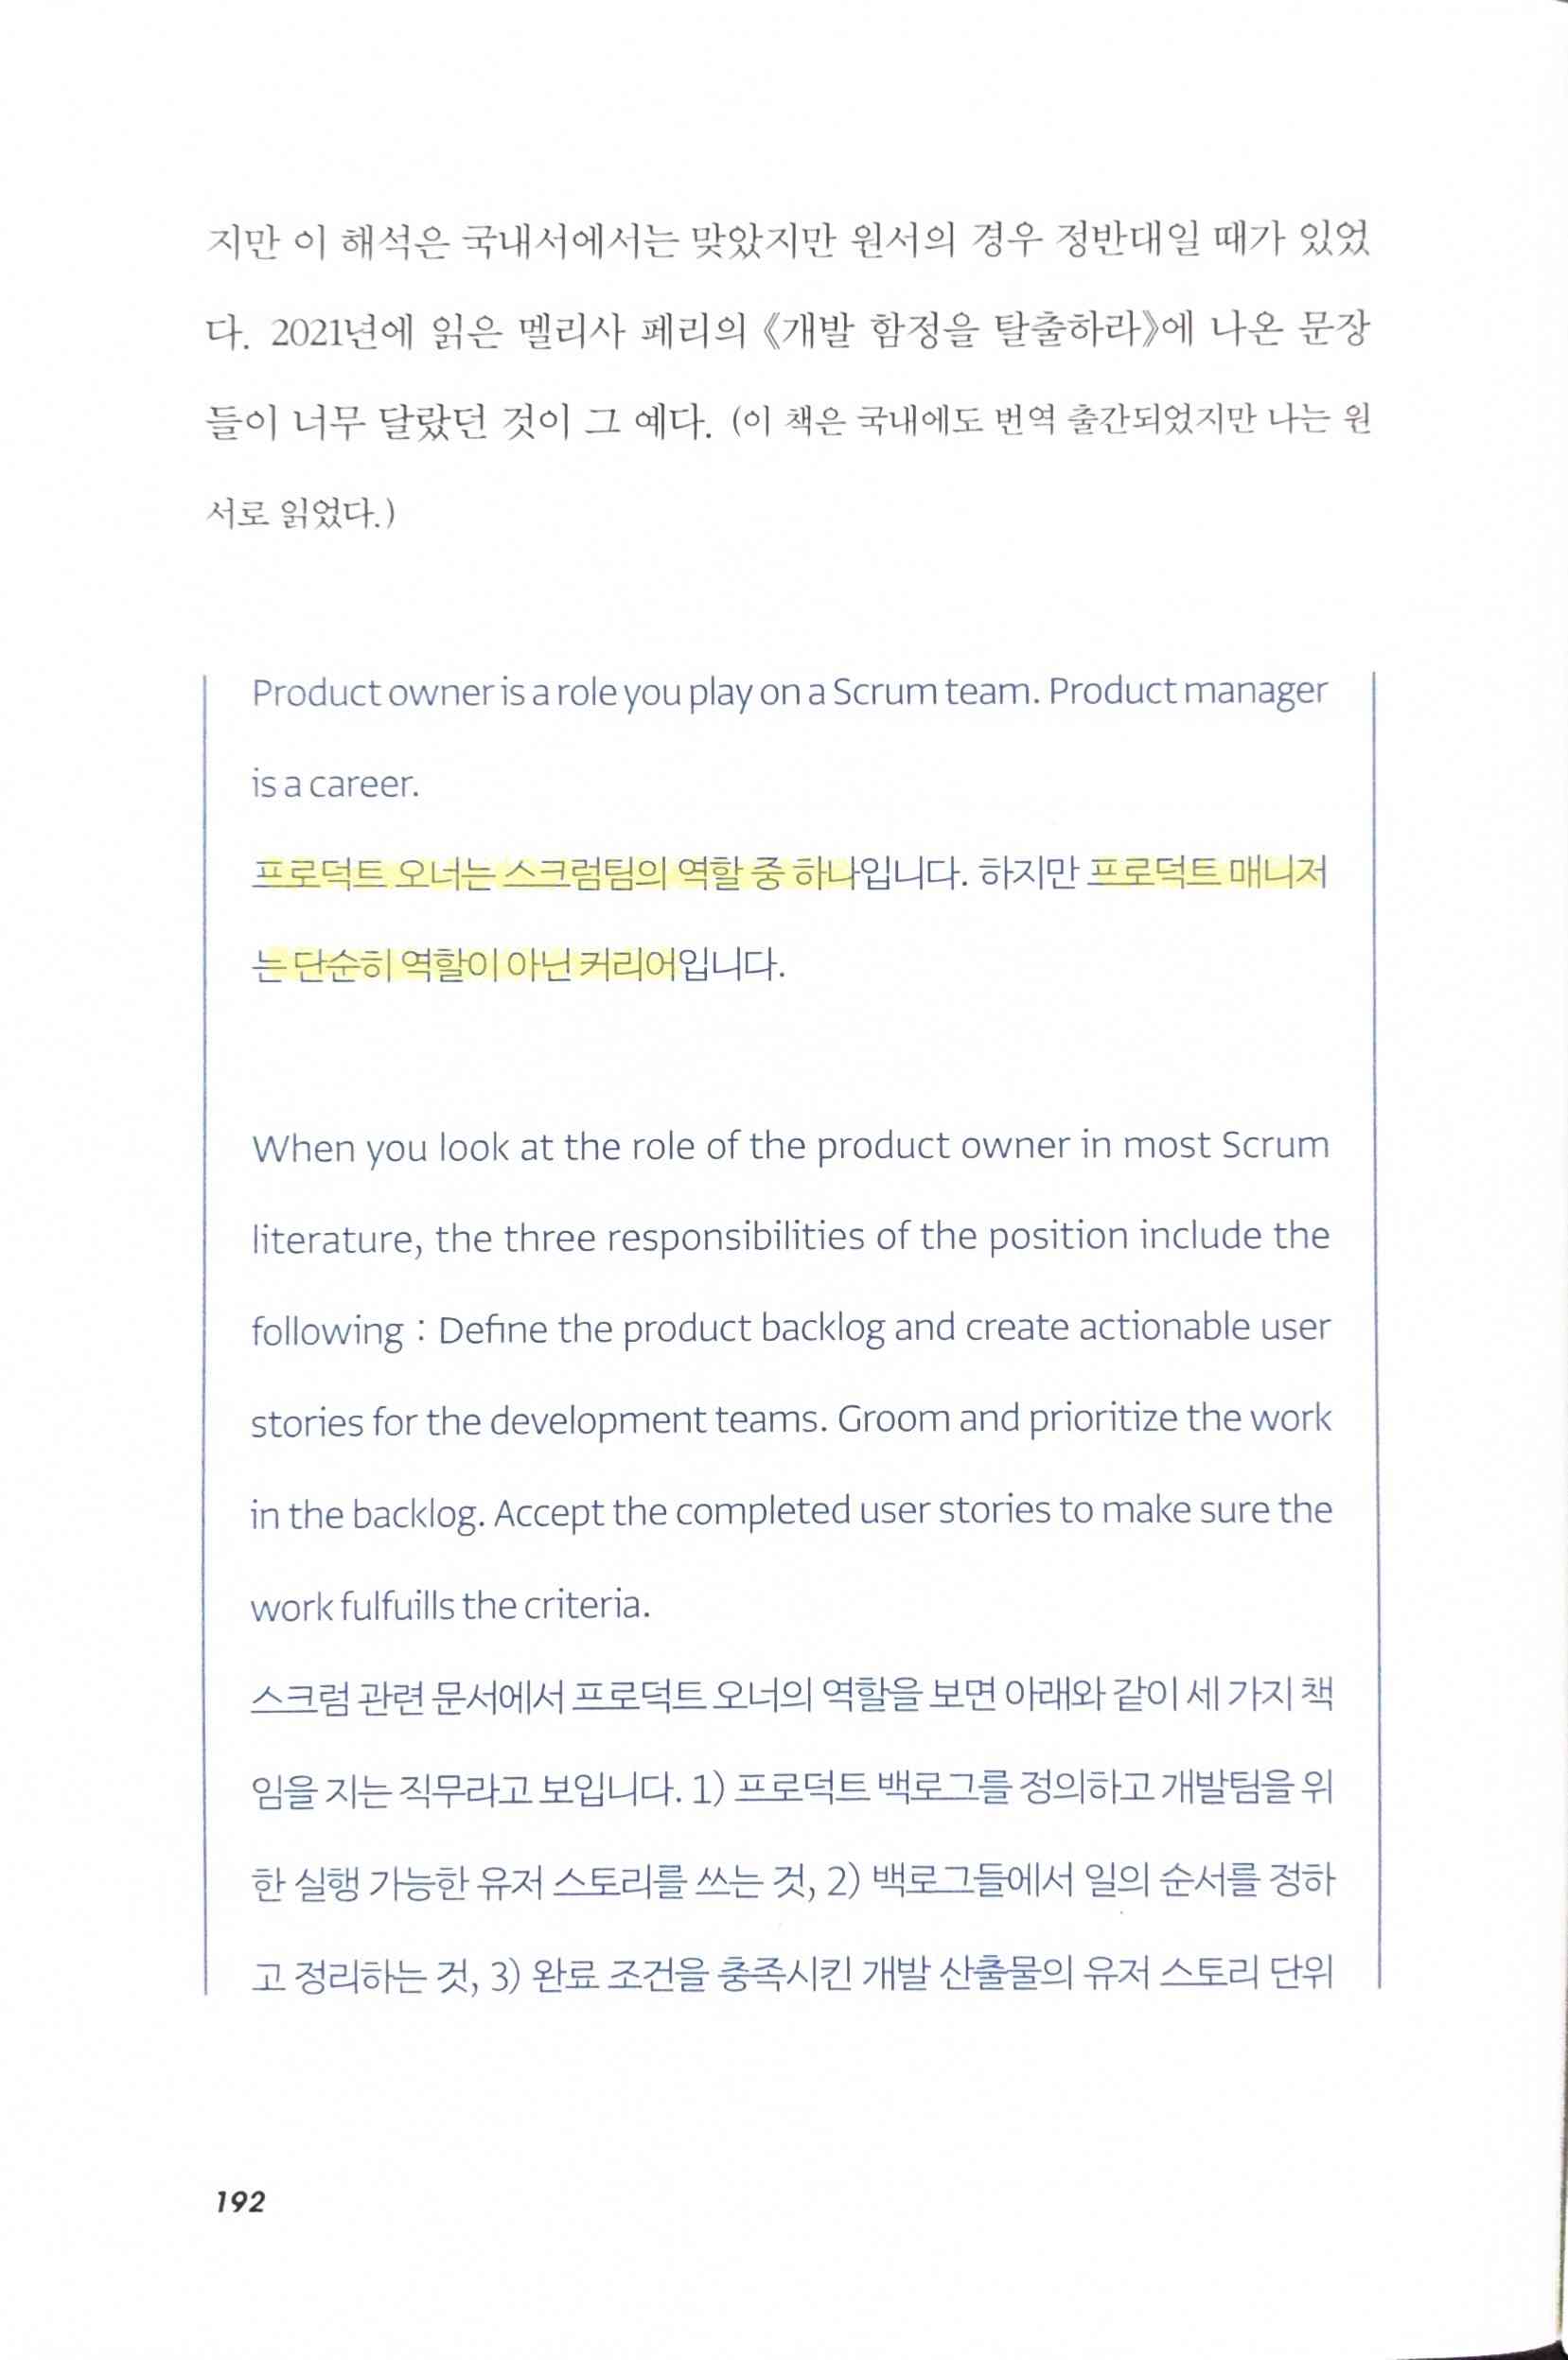 지만 이 해석은 국내서에서는 맞았지만 원서의 경우 정반대일 때가 있었
다. 2021년에 읽은 멜리사 페리의 《개발 함정을 탈출하라》에 나온 문장
들이 너무 달랐던 것이 그 예다. (이 책은 국내에도 번역 출간되었지만 나는 원
서로 읽었다.)
Product owner is a role you play on a Scrum team. Product manager
is a career.
프로덕트 오너는 스크럼팀의 역할 중 하나입니다. 하지만 프로덕트 매니저
는 단순히 역할이 아닌 커리어입니다.
When you look at the role of the product owner in most Scrum
literature, the three responsibilities of the position include the
following : Define the product backlog and create actionable user
stories for the development teams. Groom and prioritize the work
in the backlog. Accept the completed user stories to make sure the
work fulfuills the criteria.
스크럼 관련 문서에서 프로덕트 오너의 역할을 보면 아래와 같이 세 가지 책
임을 지는 직무라고 보입니다. 1) 프로덕트 백로그를 정의하고 개발팀을 위
한 실행 가능한 유저 스토리를 쓰는 것, 2) 백로그들에서 일의 순서를 정하
고 정리하는 것, 3) 완료 조건을 충족시킨 개발 산출물의 유저 스토리 단위
192